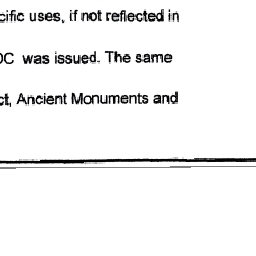 cific uses, if not reflected in
OC was issued. The same
ct, Ancient Monuments and